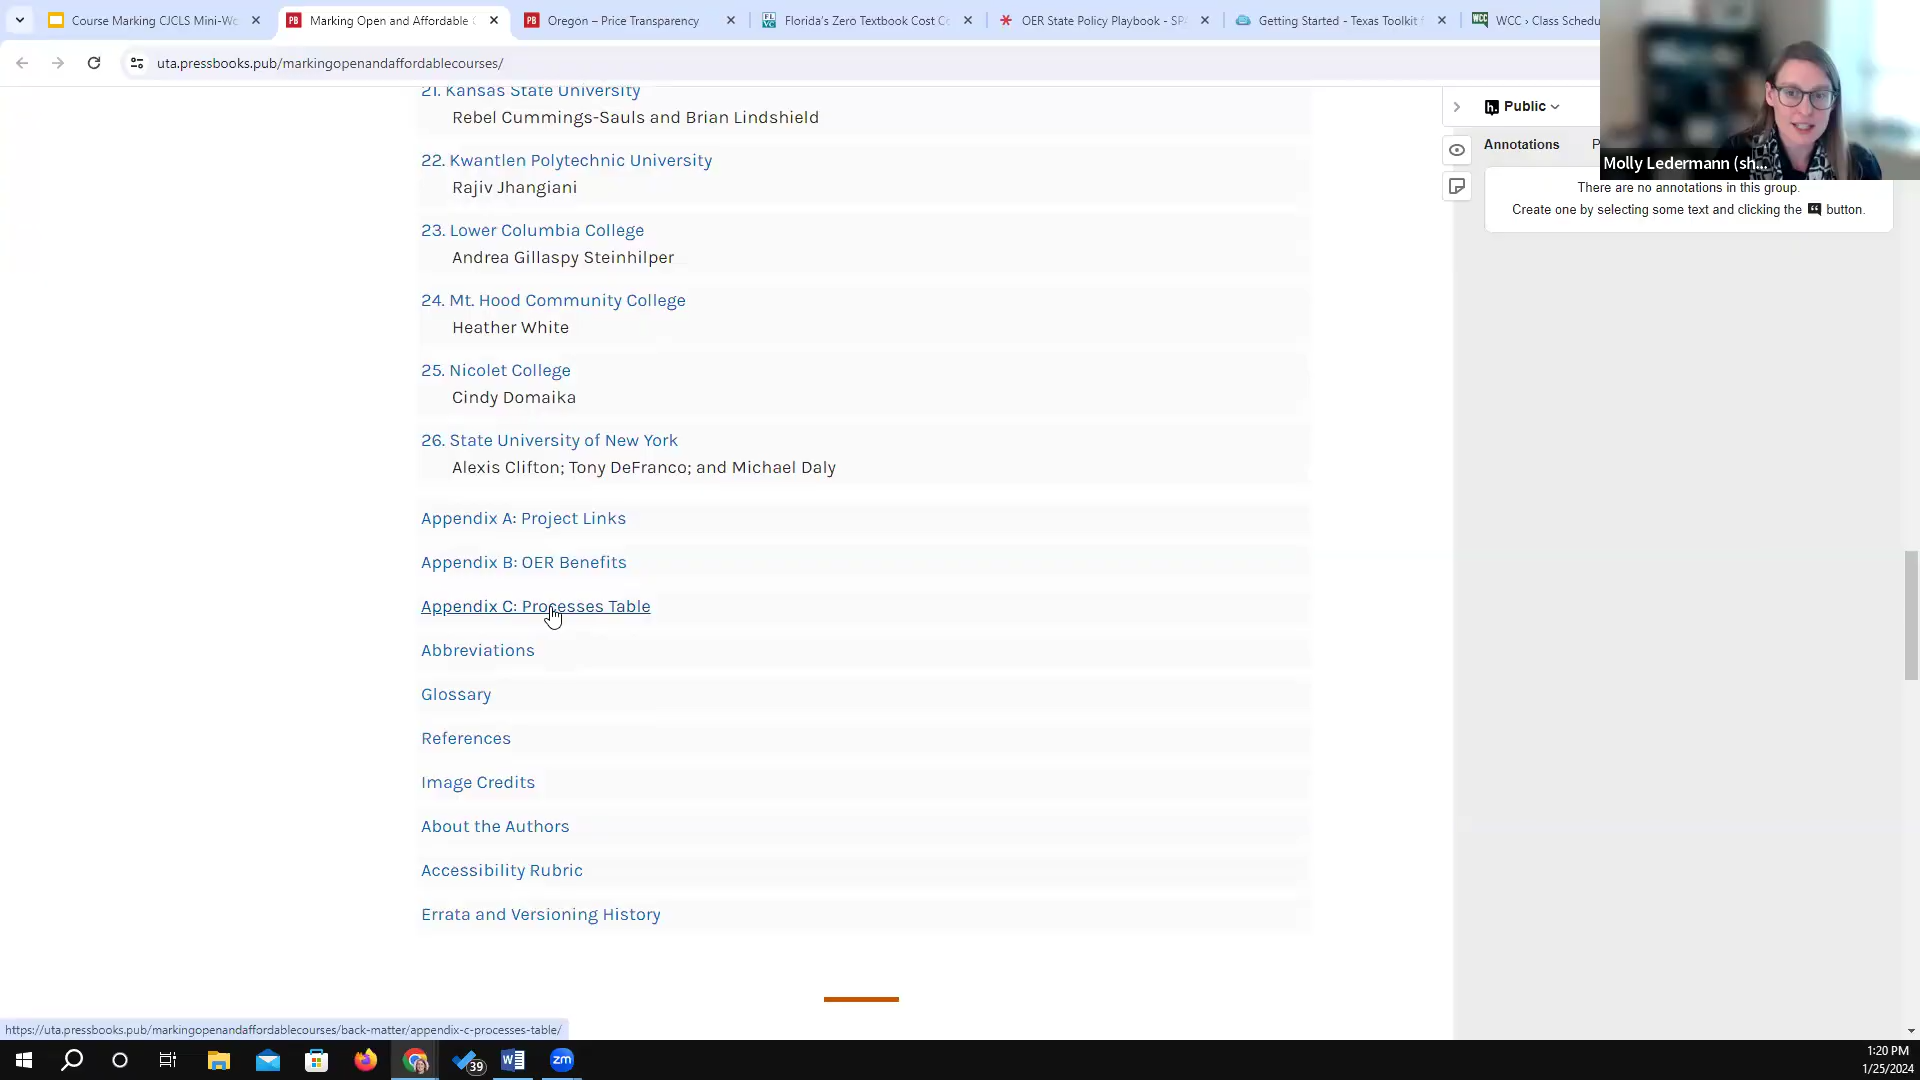 Course Marking CJCLS Mini-Wo
Marking Open and Affordable C
Oregon – Price Transparency
Florida's Zero Textbook Cost Co
OER State Policy Playbook - SPA
Getting Started - Texas Toolkit f
WCC › Class Schedu
uta.pressbooks.pub/markingopenandaffordablecourses/
21. Kansas State University
Rebel Cummings-Sauls and Brian Lindshield
22. Kwantlen Polytechnic University
Rajiv Jhangiani
23. Lower Columbia College
Andrea Gillaspy Steinhilper
24. Mt. Hood Community College
Heather White
25. Nicolet College
Cindy Domaika
26. State University of New York
Alexis Clifton; Tony DeFranco; and Michael Daly
Appendix A: Project Links
Appendix B: OER Benefits
Appendix C: Processes Table
Abbreviations
Glossary
References
Image Credits
About the Authors
Accessibility Rubric
Errata and Versioning History
Public
Annotations P
Molly Ledermann (sh...
There are no annotations in this group.
Create one by selecting some text and clicking the button.
https://uta.pressbooks.pub/markingopenandaffordablecourses/back-matter/appendix-c-processes-table/
39
zm
1:20 PM
1/25/2024